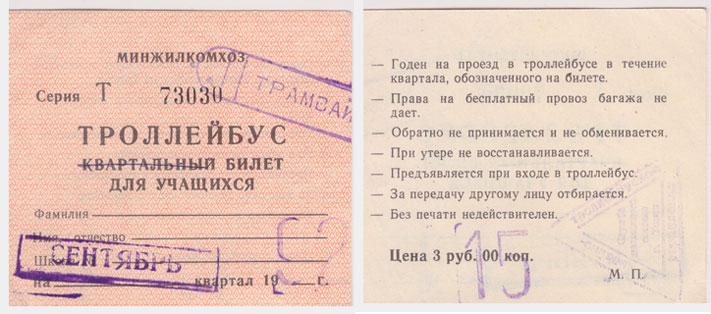 МИНЖИЛКОМХОЗ
Серия Т 73030
ТРАМВАЙ
ТРОЛЛЕЙБУС
КВАРТАЛЬНЫЙ БИЛЕТ
ДЛЯ УЧАЩИХСЯ
Фамилия
Имя, отчество
СЕНТЯБРЬ
на квартал 19 г.
— Годен на проезд в троллейбусе в течение
квартала, обозначенного на билете.
— Права на бесплатный провоз багажа не
дает.
— Обратно не принимается и не обменивается.
— При утере не восстанавливается.
— Предъявляется при входе в троллейбус.
— За передачу другому лицу отбирается.
— Без печати недействителен.
15
Цена 3 руб. 00 коп.
М. П.